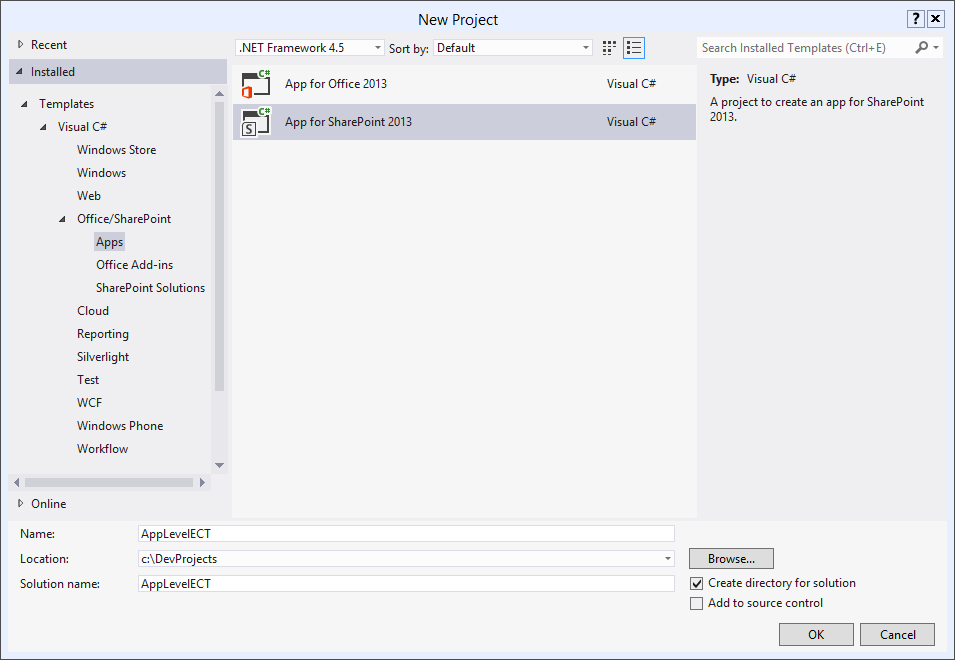 New Project
?
Recent
.NET Framework 4.5
Sort by:
Default
Search Installed Templates (Ctrl+E)
Installed
Templates
Visual C#
Windows Store
Windows
Web
Office/SharePoint
Apps
Office Add-ins
SharePoint Solutions
Cloud
Reporting
Silverlight
Test
WCF
Windows Phone
Workflow
Online
C#
App for Office 2013
Visual C#
C#
S
App for SharePoint 2013
Visual C#
Type: Visual C#
A project to create an app for SharePoint
2013.
Name:
AppLevelECT
Location:
c:\DevProjects
Browse...
Solution name:
AppLevelECT
Create directory for solution
Add to source control
OK
Cancel